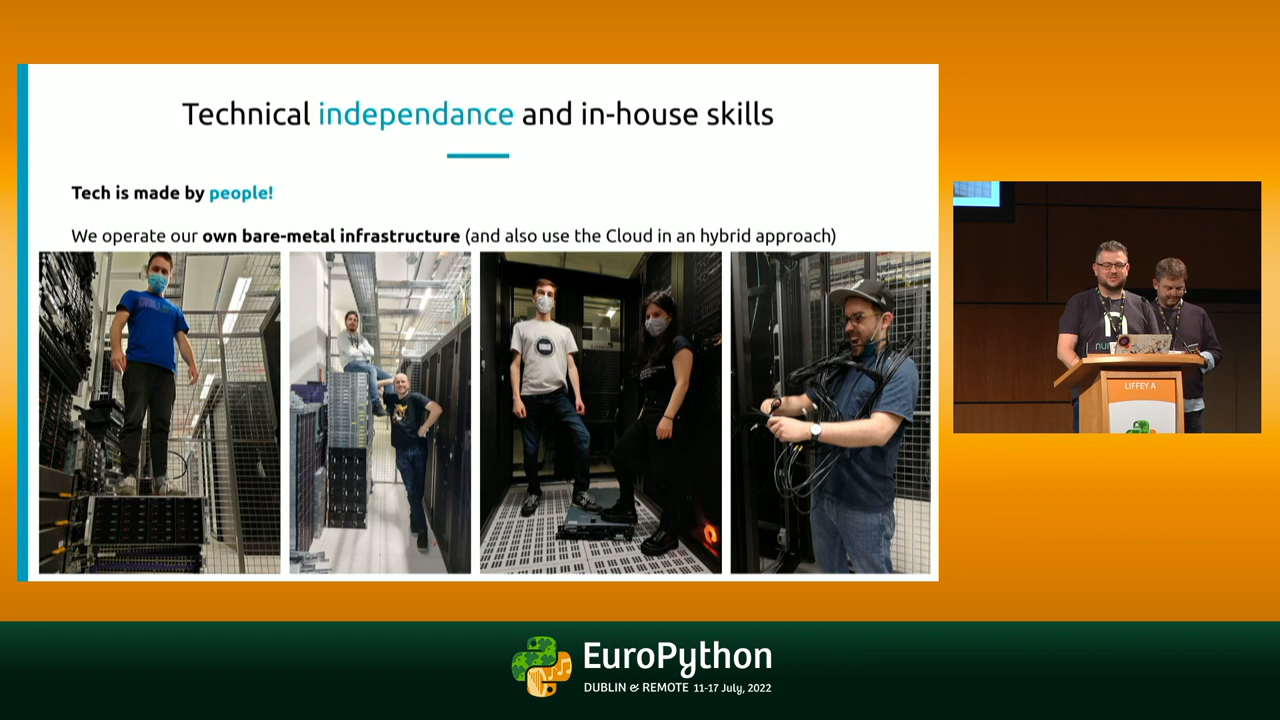 Technical independance and in-house skills
Tech is made by people!
We operate our own bare-metal infrastructure (and also use the Cloud in an hybrid approach)
LIFFEY A
EuroPython
DUBLIN & REMOTE 11-17 July, 2022